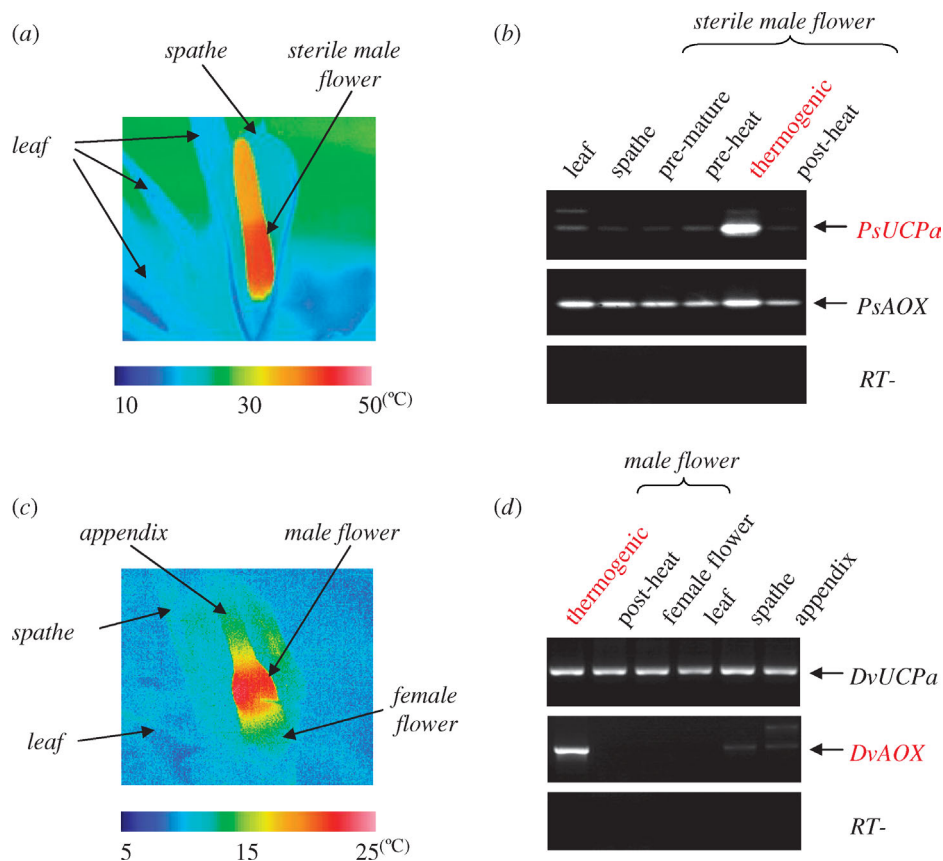 (a)
spathe
sterile male
flower
leaf
10 30 50(ºC)
(b)
sterile male flower
leaf
spathe
pre-mature
pre-heat
thermogenic
post-heat
PsUCPa
PsAOX
RT-
(c)
appendix
male flower
spathe
female
flower
leaf
5 15 25(ºC)
(d)
male flower
thermogenic
post-heat
female flower
leaf
spathe
appendix
DvUCPa
DvAOX
RT-